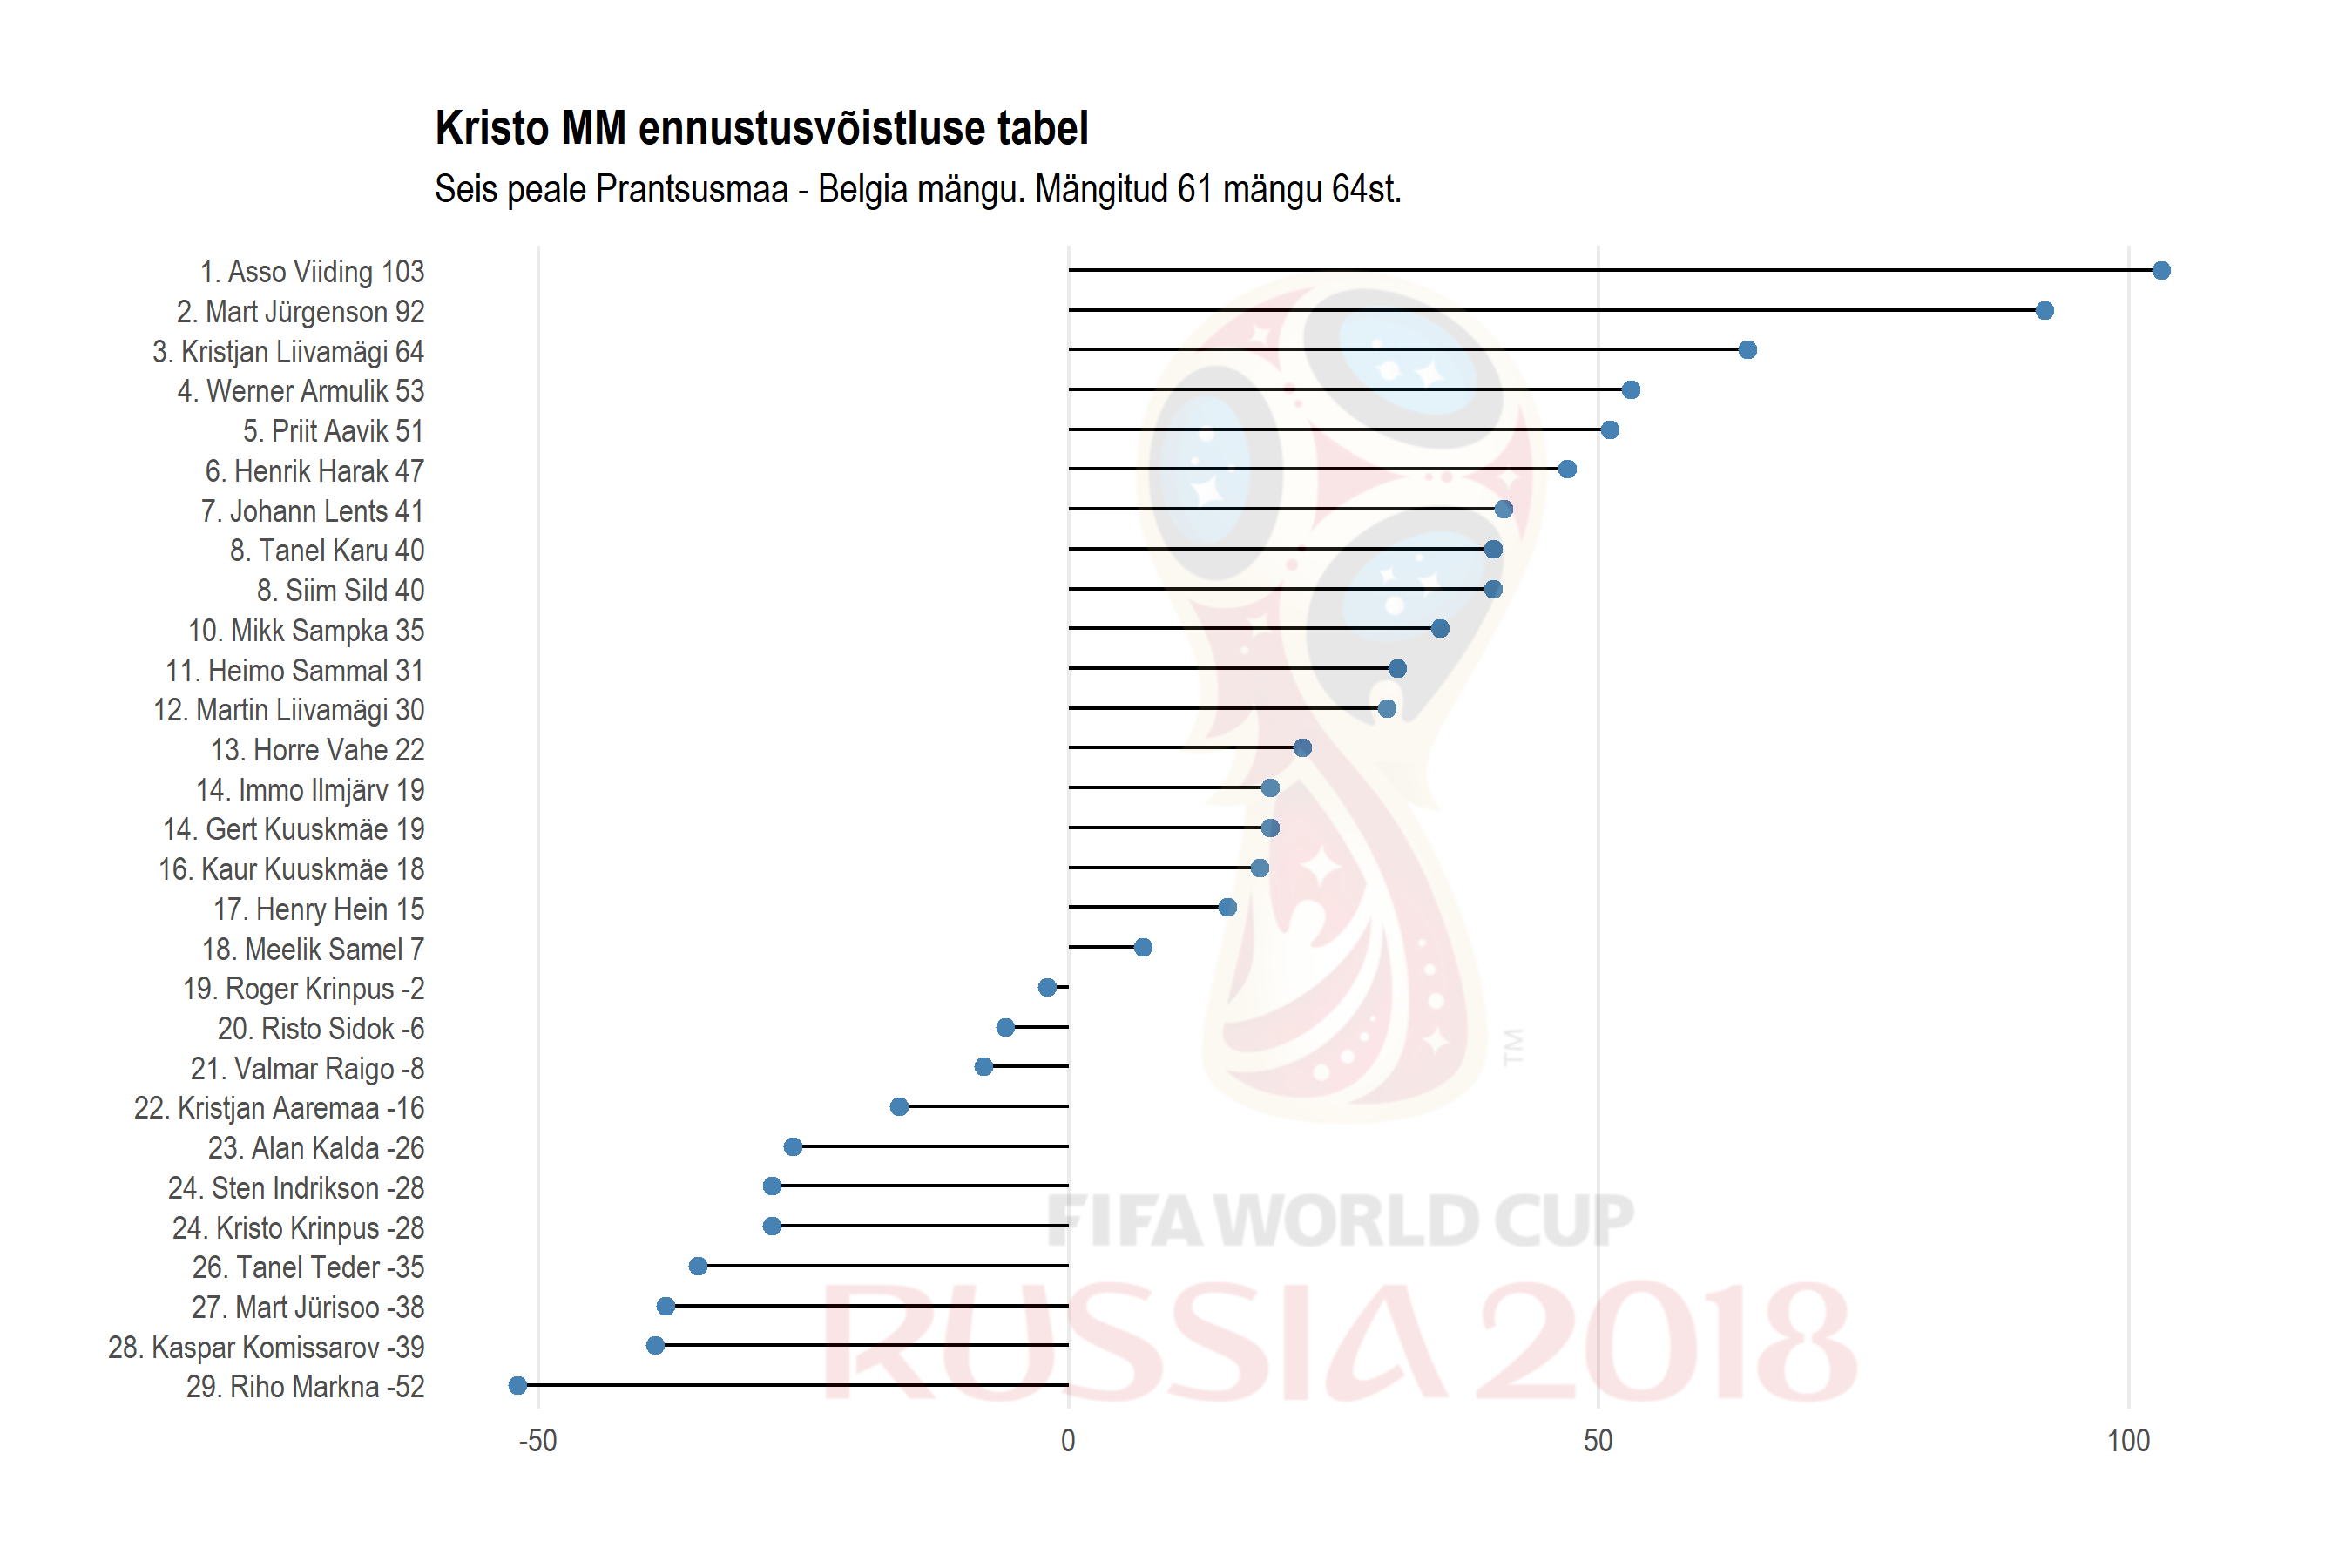 Kristo MM ennustusvõistluse tabel
Seis peale Prantsusmaa - Belgia mängu. Mängitud 61 mängu 64st.
1. Asso Viiding 103
2. Mart Jürgenson 92
3. Kristjan Liivamägi 64
4. Werner Armulik 53
5. Priit Aavik 51
6. Henrik Harak 47
7. Johann Lents 41
8. Tanel Karu 40
8. Siim Sild 40
10. Mikk Sampka 35
11. Heimo Sammal 31
12. Martin Liivamägi 30
13. Horre Vahe 22
14. Immo Ilmjärv 19
14. Gert Kuuskmäe 19
16. Kaur Kuuskmäe 18
17. Henry Hein 15
18. Meelik Samel 7
19. Roger Krinpus -2
20. Risto Sidok -6
21. Valmar Raigo -8
22. Kristjan Aaremaa -16
23. Alan Kalda -26
24. Sten Indrikson -28
24. Kristo Krinpus -28
26. Tanel Teder -35
27. Mart Jürisoo -38
28. Kaspar Komissarov -39
29. Riho Markna -52
TM
FIFA WORLD CUP
RUSSIA 2018
-50 0 50 100